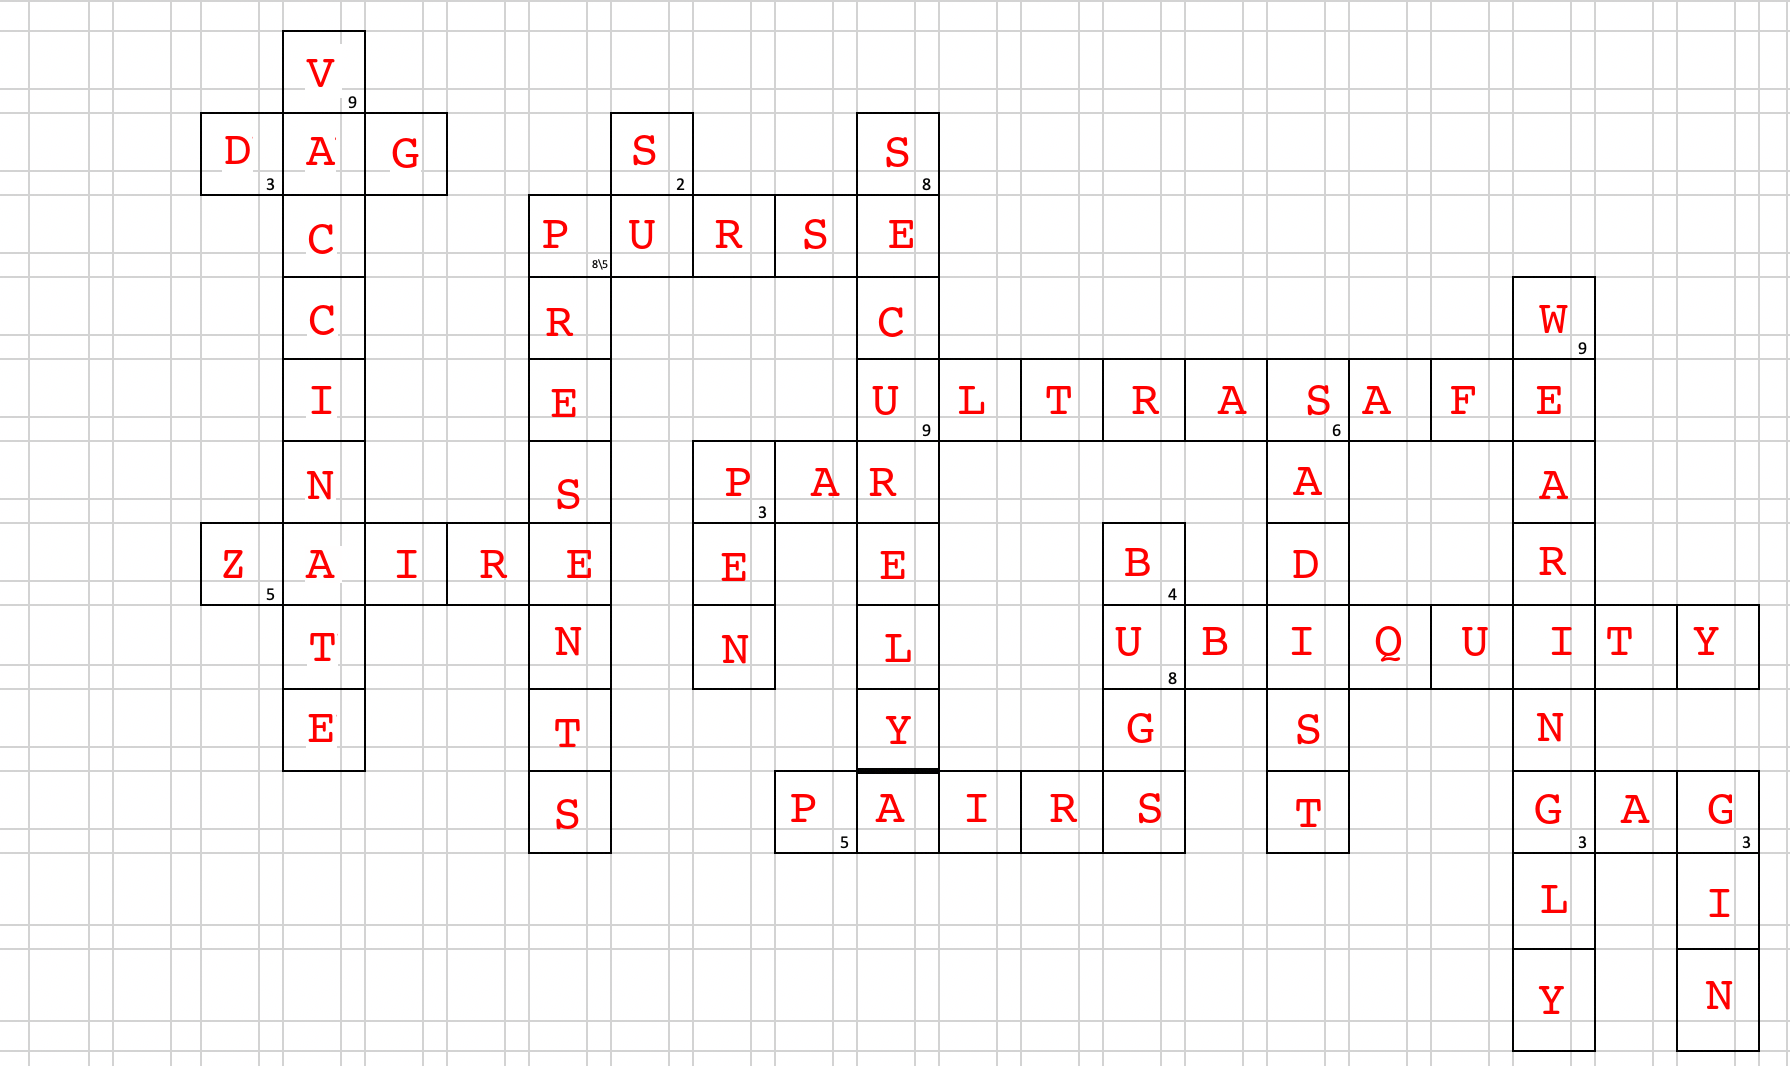 V
9
D A G S S
3 2 8
C P U R S E
8\5
C R C W
9
I E U L T R A S A F E
9 6
N S P A R A A
3
Z A I R E E E B D R
5 4
T N N L U B I Q U I T Y
8
E T Y G S N
S P A I R S T G A G
5 3 3
L I
Y N